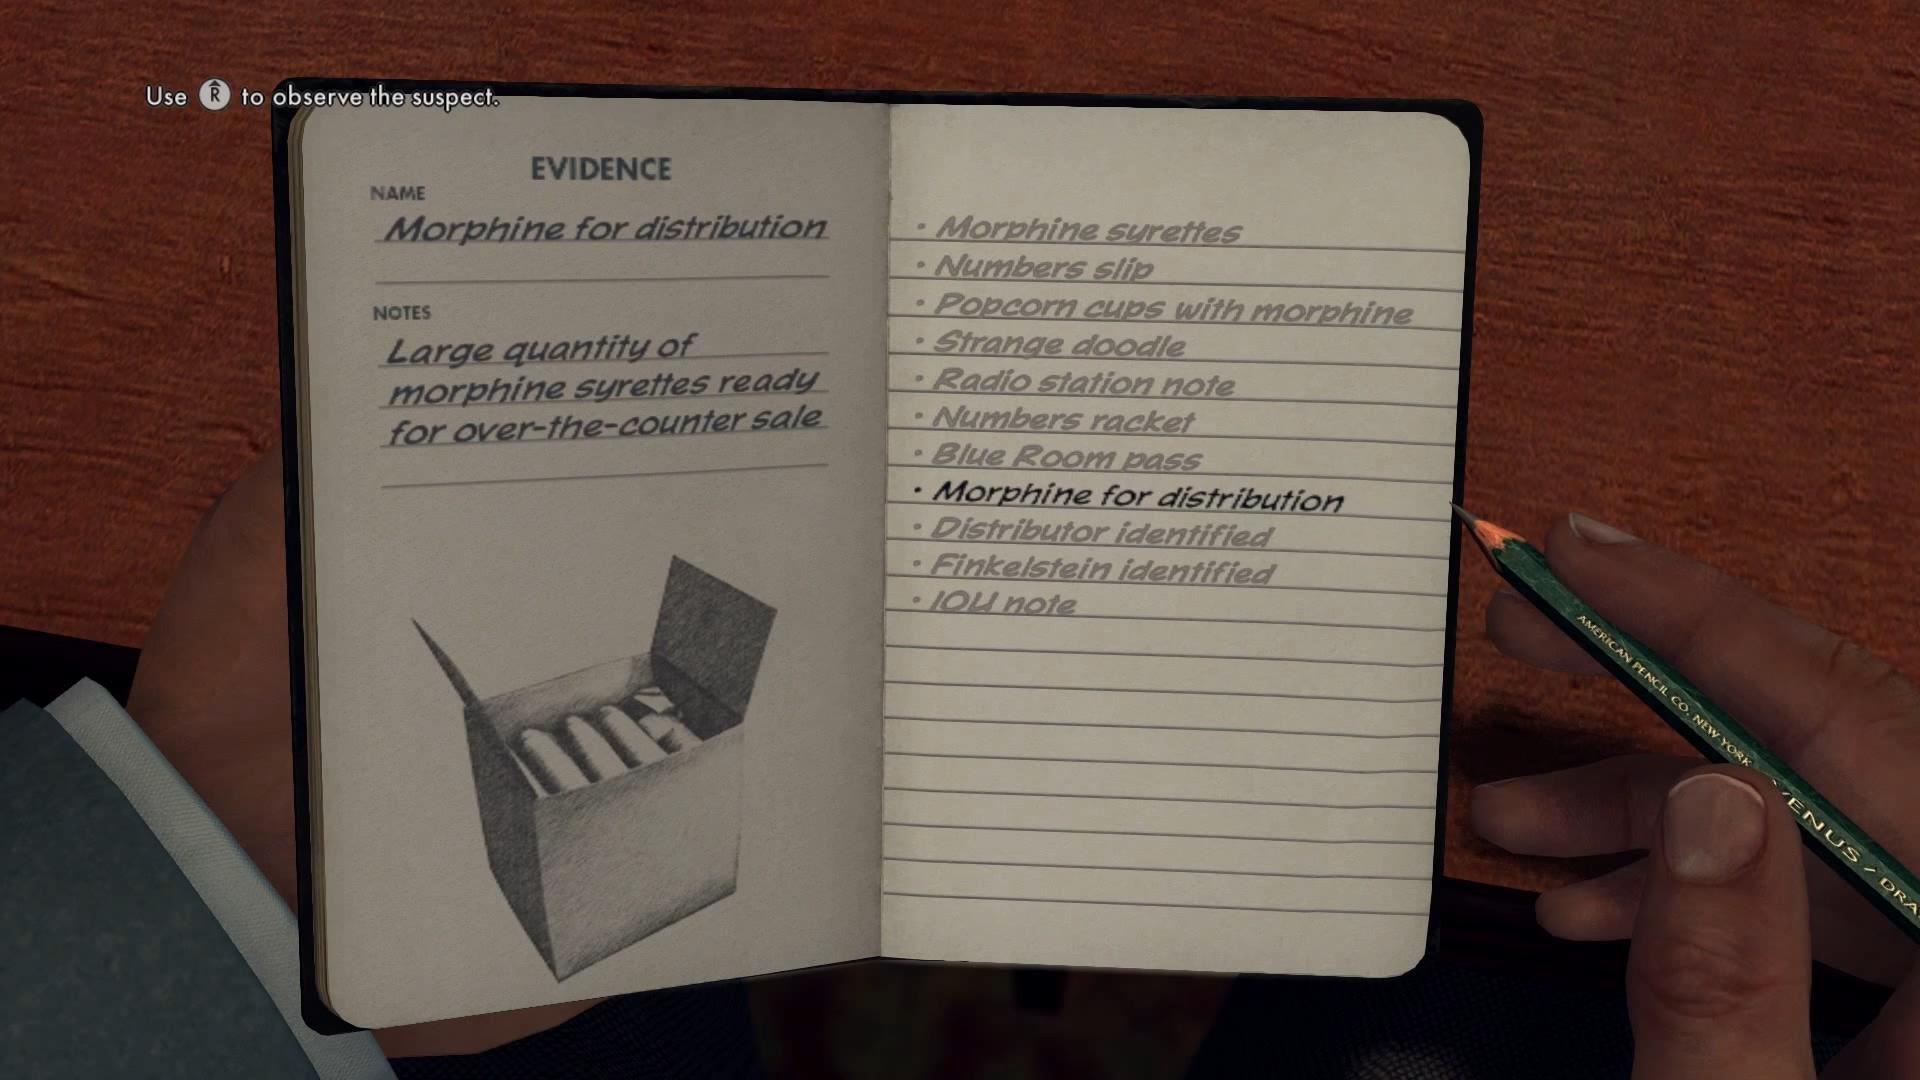 Use R to observe the suspect.
EVIDENCE
NAME
Morphine for distribution
NOTES
Large quantity of
morphine syrettes ready
for over-the-counter sale
• Morphine syrettes
• Numbers slip
• Popcorn cups with morphine
• Strange doodle
• Radio station note
• Numbers racket
• Blue Room pass
• Morphine for distribution
• Distributor identified
• Finkelstein identified
• IOU note
AMERICAN PENCIL CO. NEW YORK VENUS / DRA